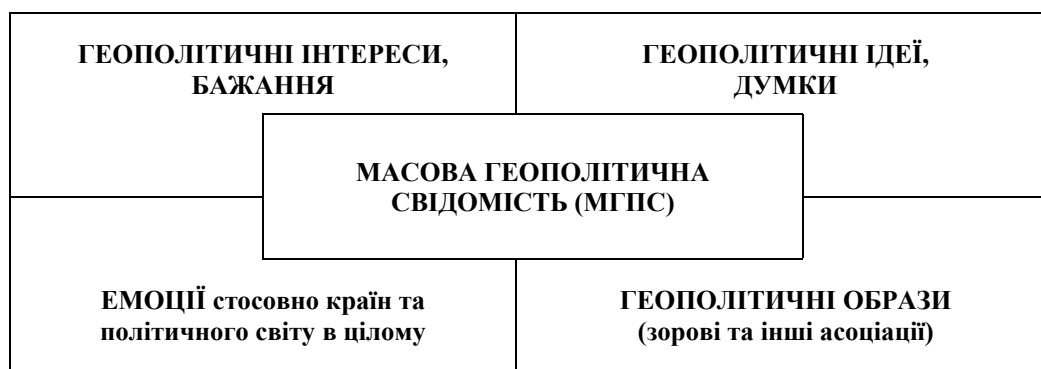 ГЕОПОЛІТИЧНІ ІНТЕРЕСИ,
БАЖАННЯ
ГЕОПОЛІТИЧНІ ІДЕЇ,
ДУМКИ
МАСОВА ГЕОПОЛІТИЧНА
СВІДОМІСТЬ (МГПС)
ЕМОЦІЇ стосовно країн та
політичного світу в цілому
ГЕОПОЛІТИЧНІ ОБРАЗИ
(зорові та інші асоціації)